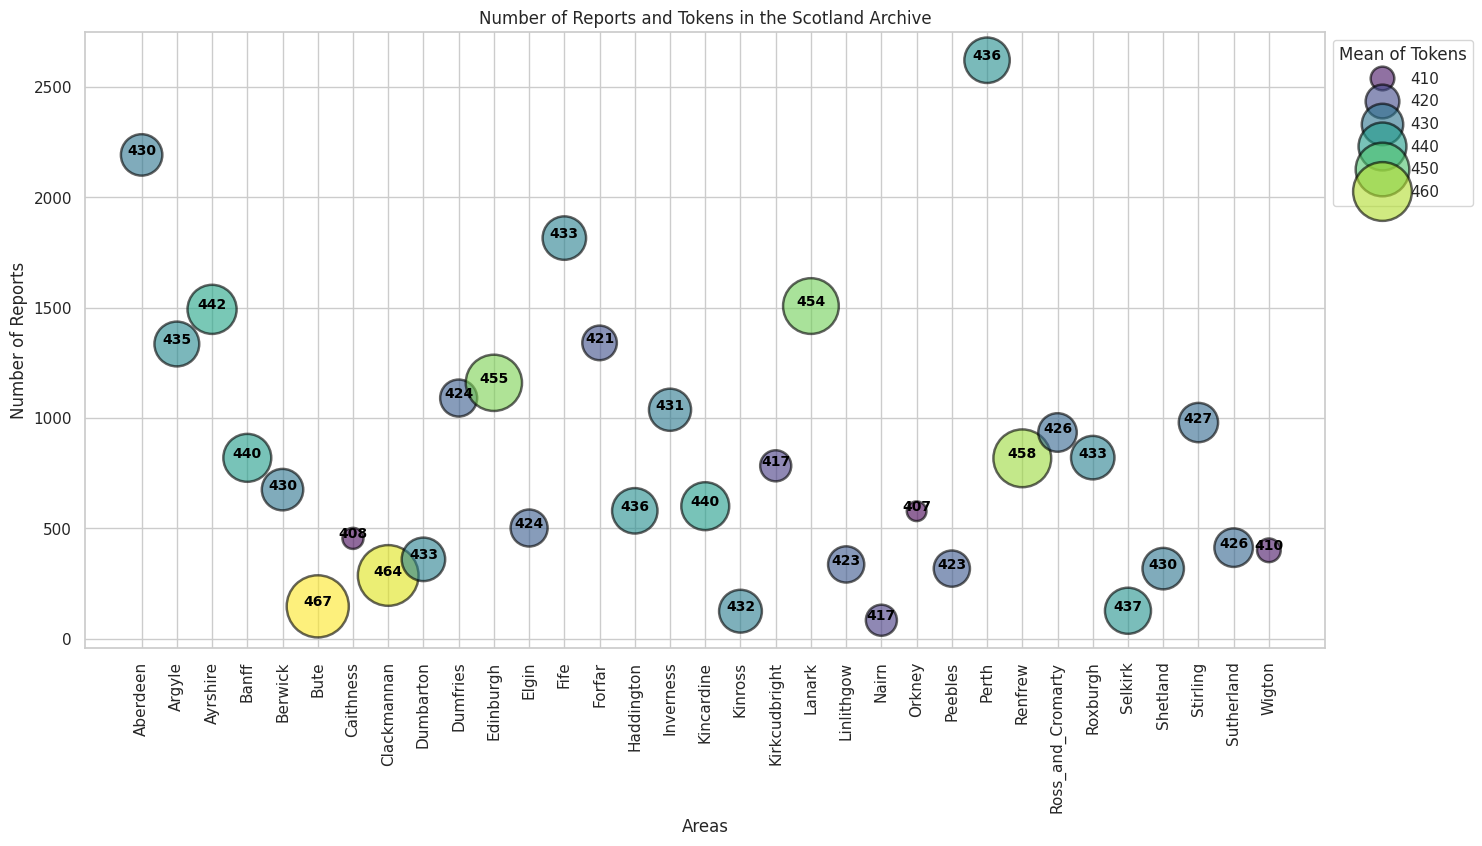 Number of Reports and Tokens in the Scotland Archive
Mean of Tokens
410
420
430
440
450
460
Number of Reports
2500
2000
1500
1000
500
0
430
435
442
440
430
467
408
464
433
424
455
424
433
421
436
431
440
432
417
454
423
417
407
423
436
458
426
433
437
430
427
426
410
Aberdeen
Argyle
Ayrshire
Banff
Berwick
Bute
Caithness
Clackmannan
Dumbarton
Dumfries
Edinburgh
Elgin
Fife
Forfar
Haddington
Inverness
Kincardine
Kinross
Kirkcudbright
Lanark
Linlithgow
Nairn
Orkney
Peebles
Perth
Renfrew
Ross_and_Cromarty
Roxburgh
Selkirk
Shetland
Stirling
Sutherland
Wigton
Areas